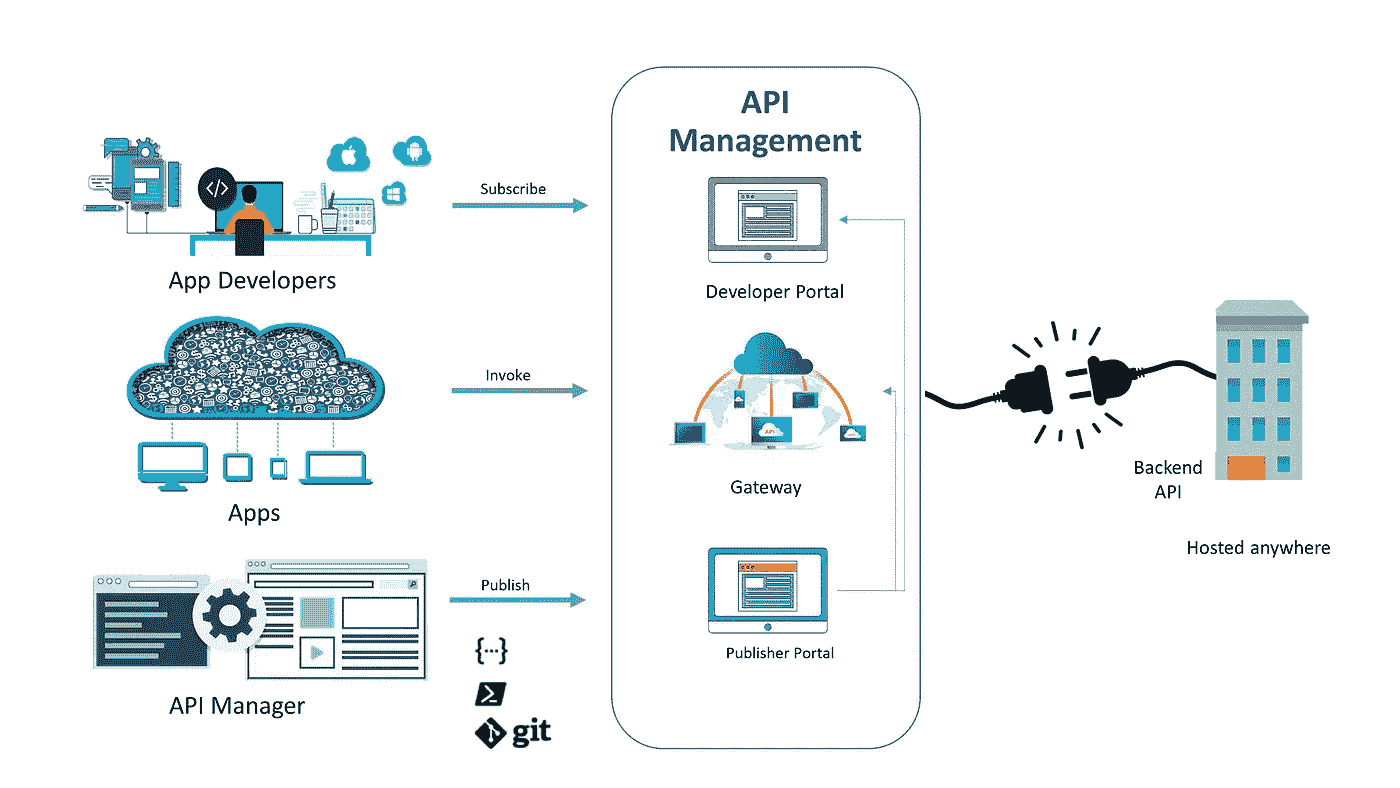 API
Management
</>
Subscribe
App Developers
Developer Portal
Invoke
API
Gateway
Backend
API
Apps
Hosted anywhere
Publish
Publisher Portal
{...}
API Manager
git